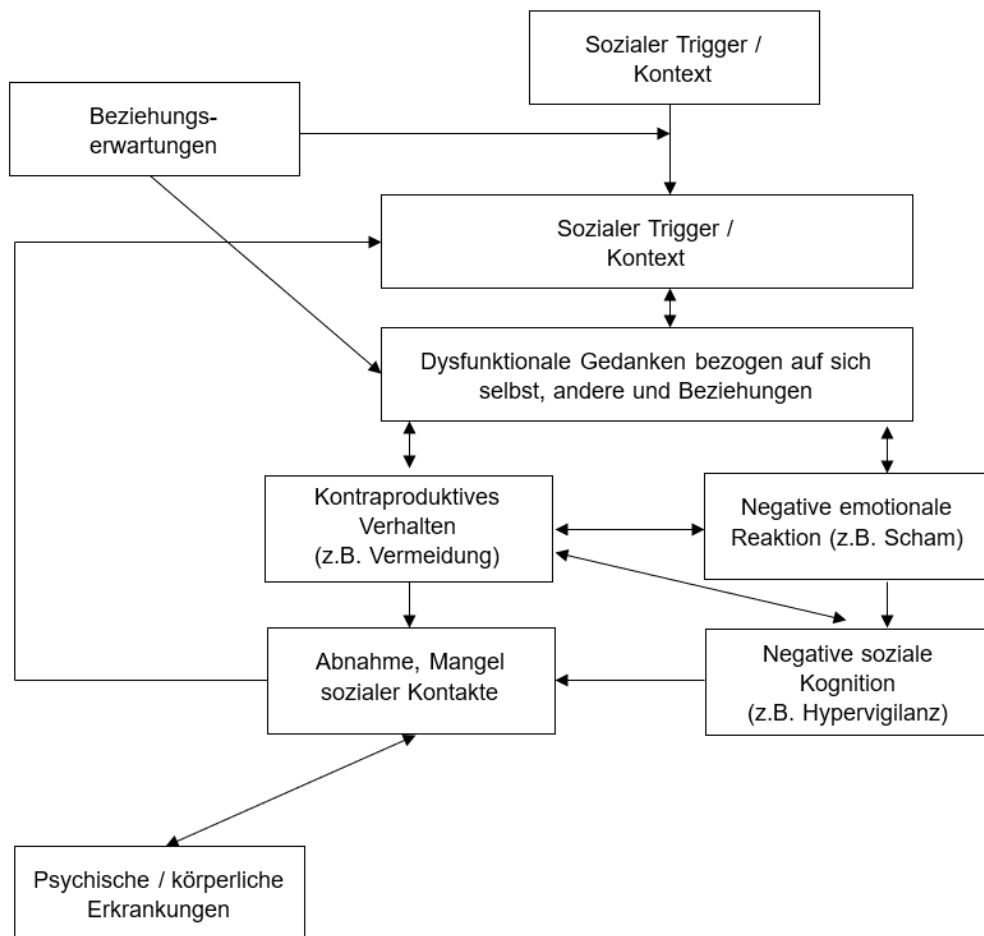 Sozialer Trigger /
Kontext
Beziehungs-
erwartungen
Sozialer Trigger /
Kontext
Dysfunktionale Gedanken bezogen auf sich
selbst, andere und Beziehungen
Kontraproduktives
Verhalten
(z.B. Vermeidung)
Negative emotionale
Reaktion (z.B. Scham)
Abnahme, Mangel
sozialer Kontakte
Negative soziale
Kognition
(z.B. Hypervigilanz)
Psychische / körperliche
Erkrankungen